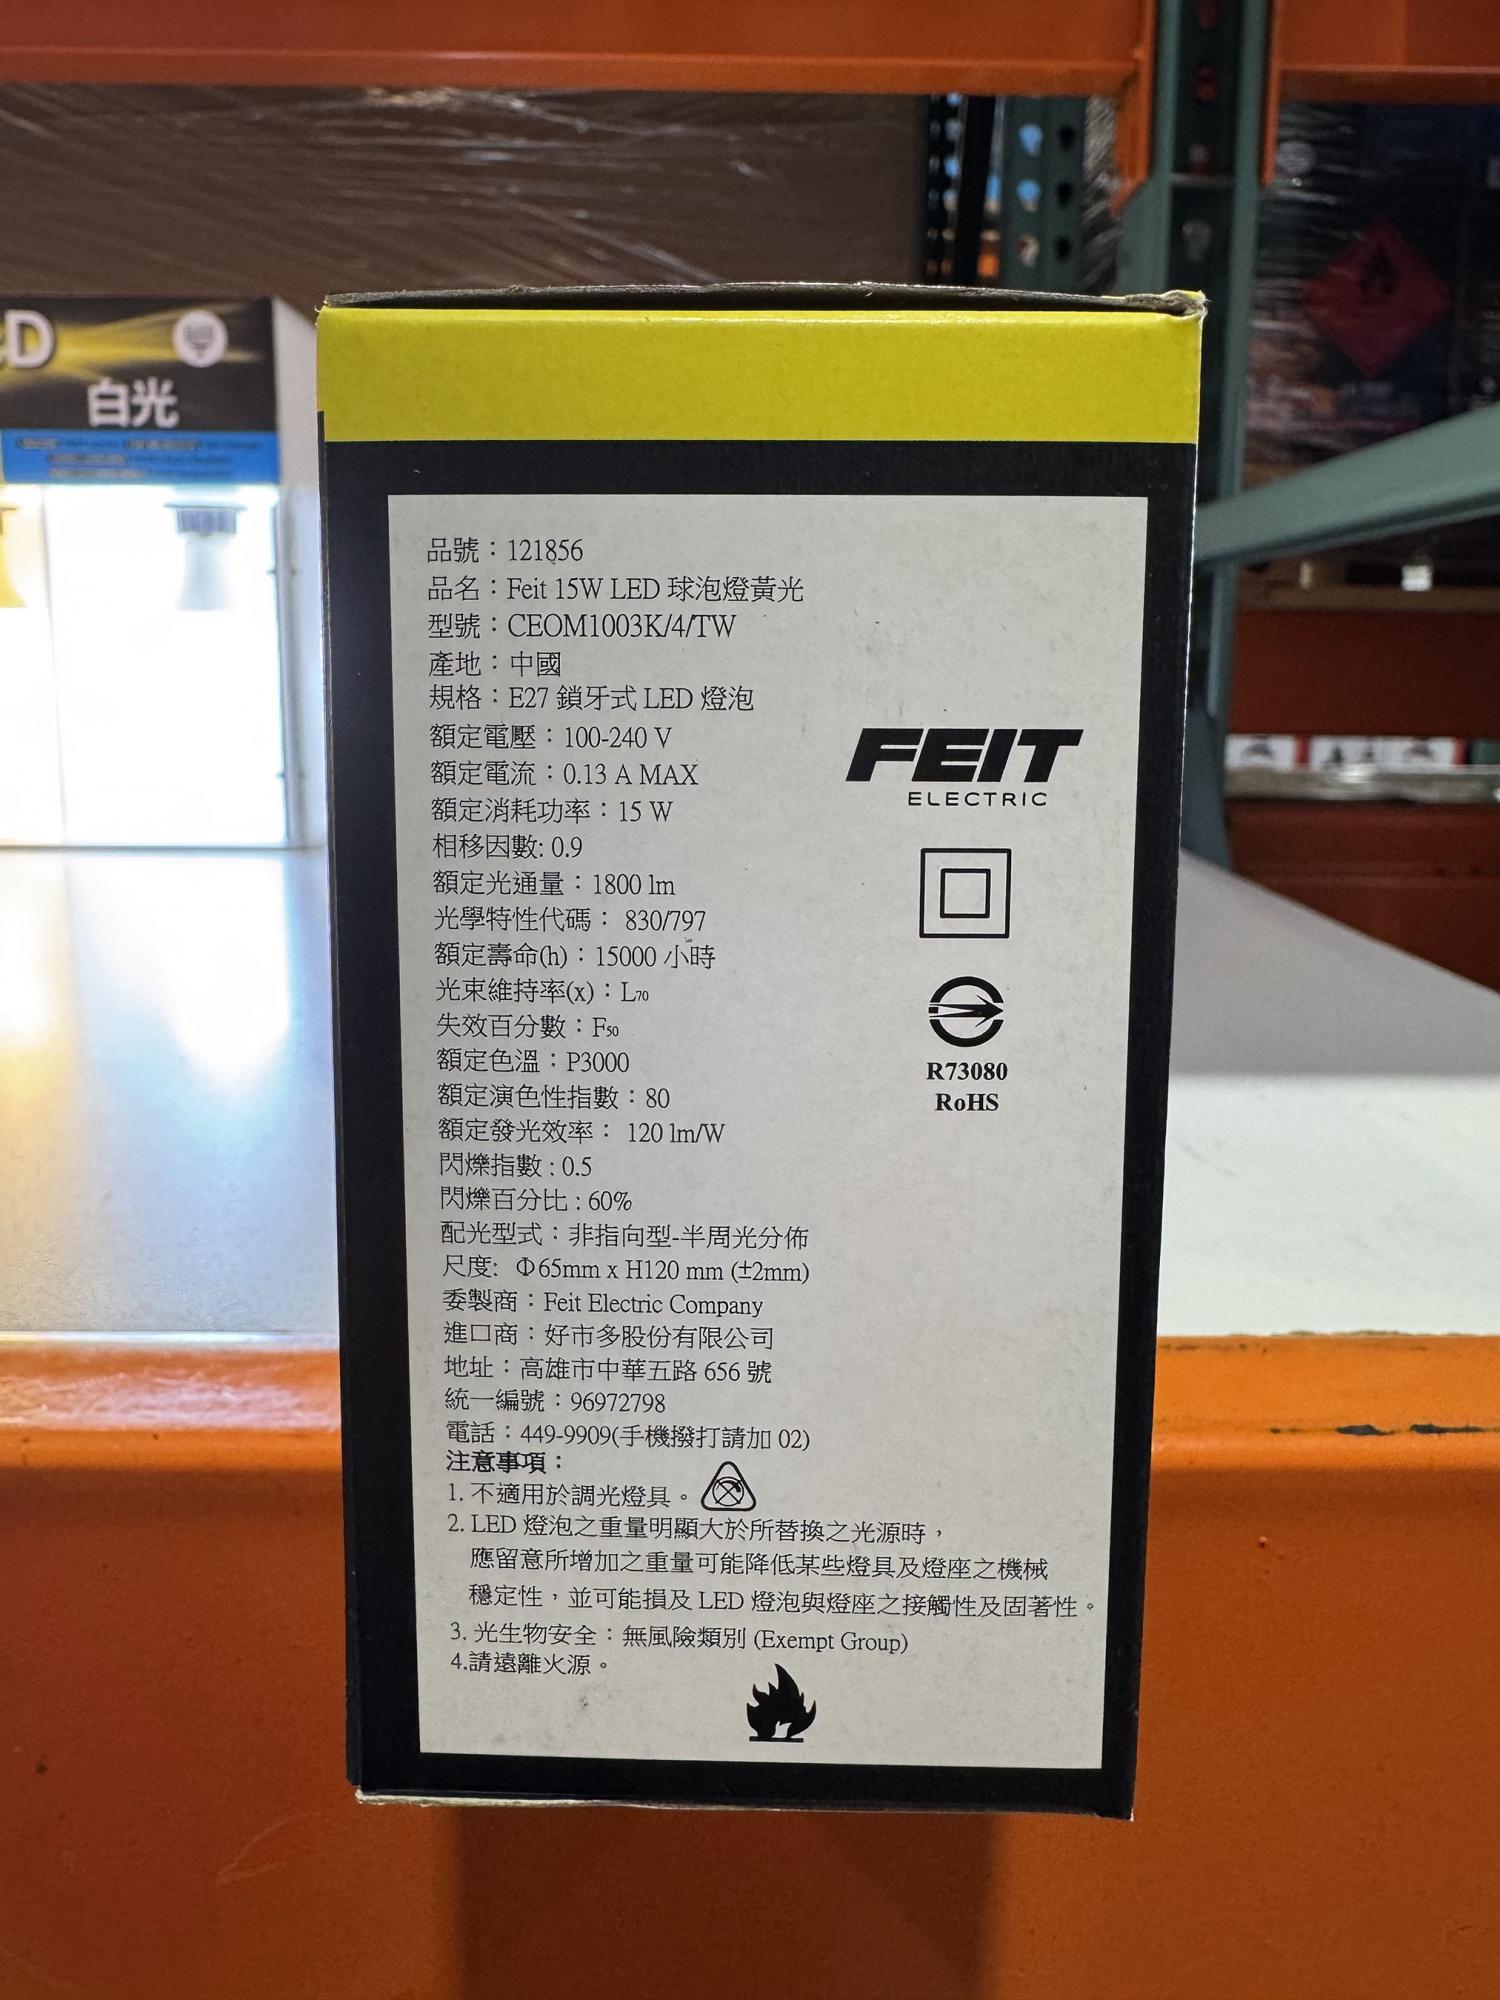 D
白光
品號：121856
品名：Feit 15W LED 球泡燈黃光
型號：CEOM1003K/4/TW
產地：中國
規格：E27 鎖牙式 LED 燈泡
額定電壓：100-240 V
額定電流：0.13 A MAX
額定消耗功率：15 W
相移因數: 0.9
額定光通量：1800 lm
光學特性代碼： 830/797
額定壽命(h)：15000 小時
光束維持率(x)：L70
失效百分數：F50
額定色溫：P3000
額定演色性指數：80
額定發光效率： 120 lm/W
閃爍指數 : 0.5
閃爍百分比 : 60%
配光型式：非指向型-半周光分佈
尺度: Φ65mm x H120 mm (±2mm)
委製商：Feit Electric Company
進口商：好市多股份有限公司
地址：高雄市中華五路 656 號
統一編號：96972798
電話：449-9909(手機撥打請加 02)
注意事項：
1. 不適用於調光燈具。
2. LED 燈泡之重量明顯大於所替換之光源時，
應留意所增加之重量可能降低某些燈具及燈座之機械
穩定性，並可能損及 LED 燈泡與燈座之接觸性及固著性。
3. 光生物安全：無風險類別 (Exempt Group)
4.請遠離火源。
FEIT
ELECTRIC
R73080
RoHS